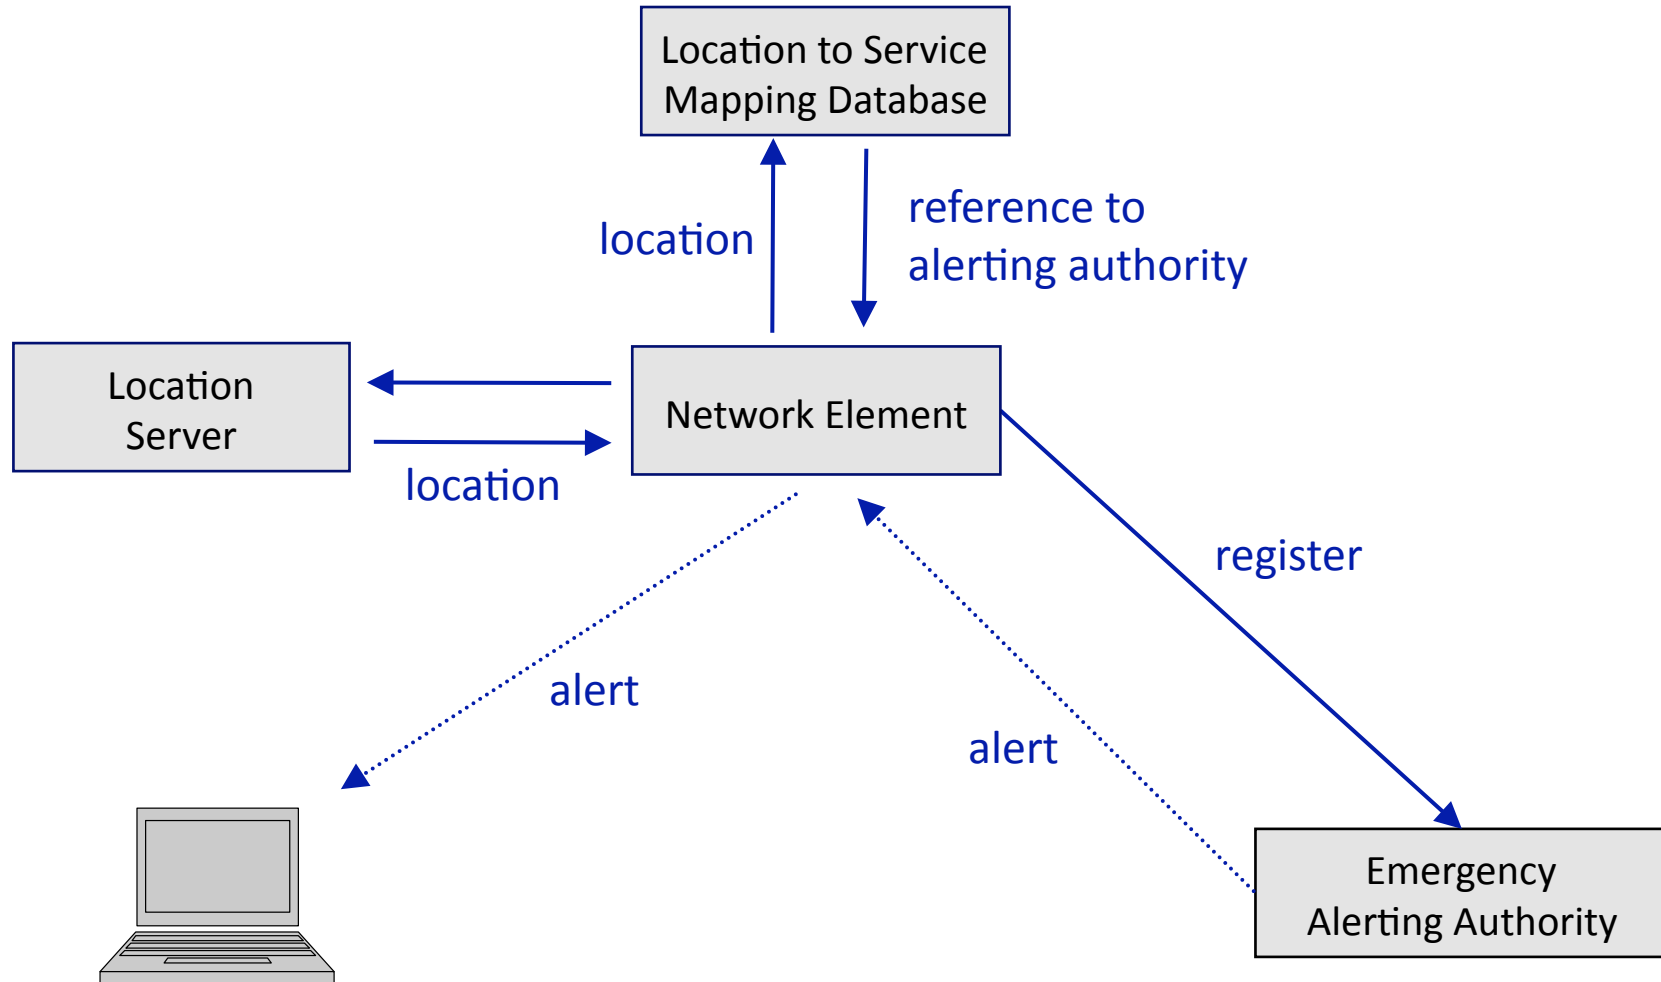 Location to Service
Mapping Database
reference to
alerting authority
location
Location
Server
Network Element
location
register
alert
alert
Emergency
Alerting Authority